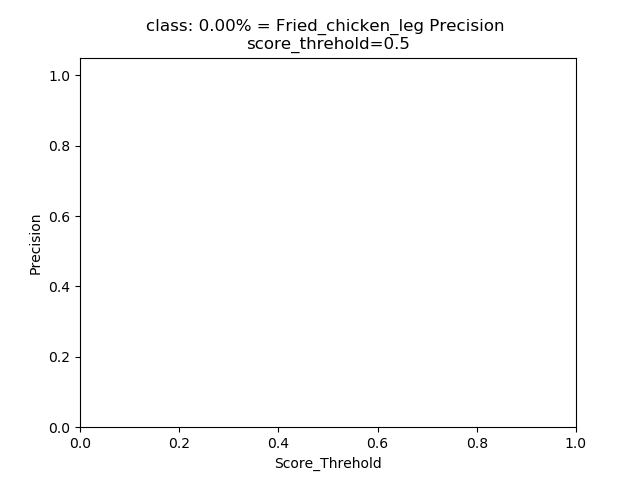 class: 0.00% = Fried_chicken_leg Precision
score_threhold=0.5
1.0
0.8
0.6
0.4
0.2
0.0
Precision
0.0 0.2 0.4 0.6 0.8 1.0
Score_Threhold